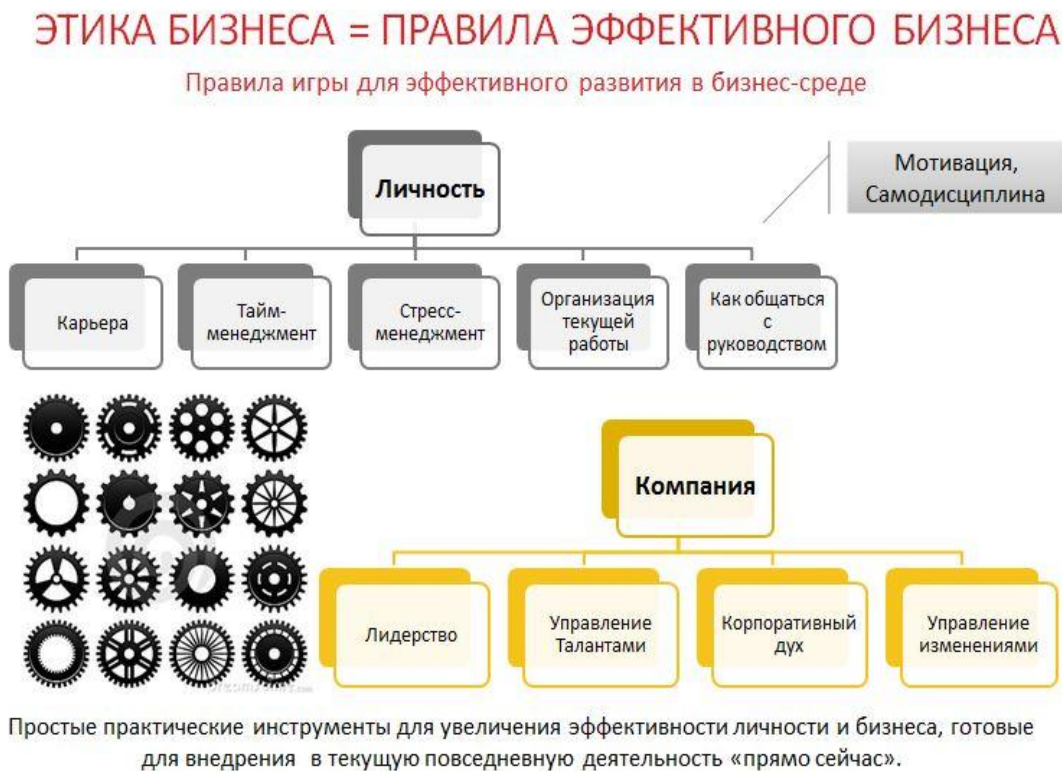 ЭТИКА БИЗНЕСА = ПРАВИЛА ЭФФЕКТИВНОГО БИЗНЕСА
Правила игры для эффективного развития в бизнес-среде
Личность
Мотивация,
Самодисциплина
Карьера
Тайм-
менеджмент
Стресс-
менеджмент
Организация
текущей
работы
Как общаться
с
руководством
Компания
Лидерство
Управление
Талантами
Корпоративный
дух
Управление
изменениями
Простые практические инструменты для увеличения эффективности личности и бизнеса, готовые
для внедрения в текущую повседневную деятельность «прямо сейчас».